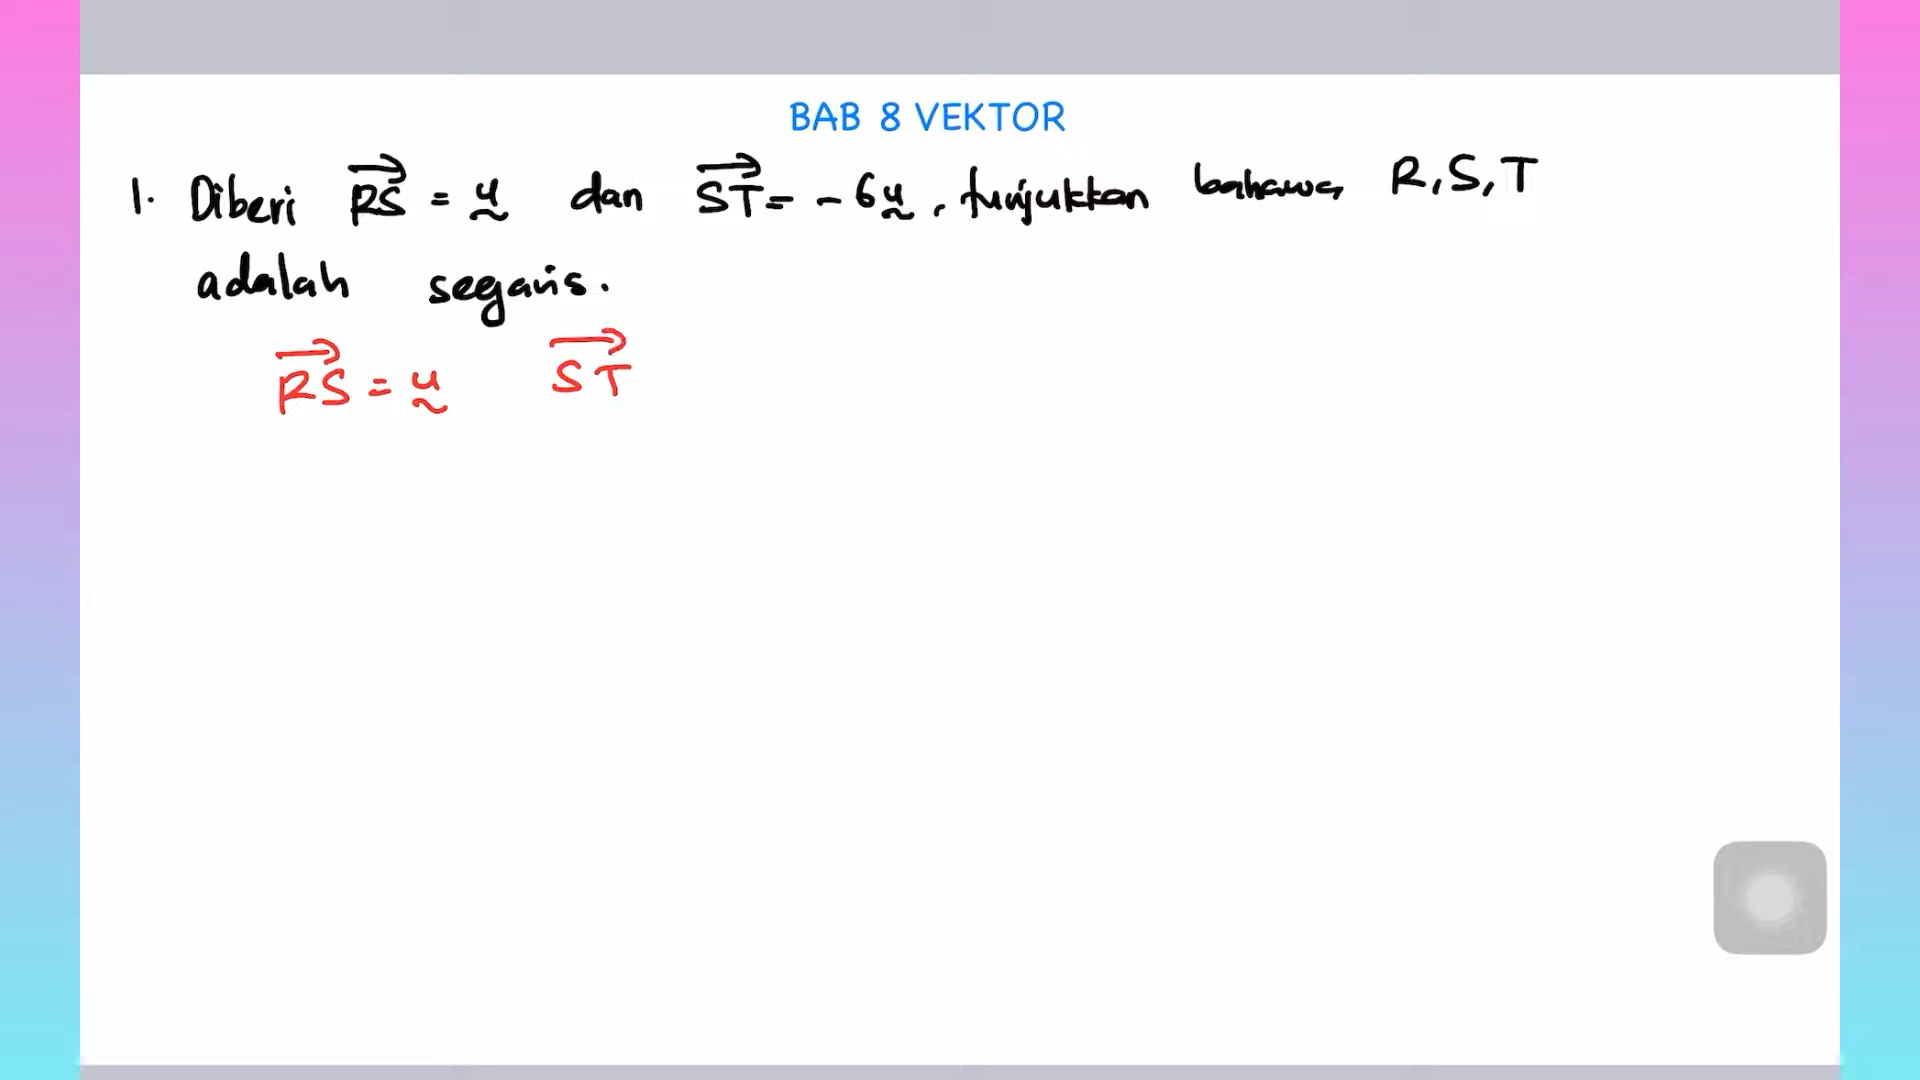 BAB 8 VEKTOR
1. Diberi RS = u dan ST = -6u, tunjukkan bahawa R, S, T
adalah segaris.
RS = u ST